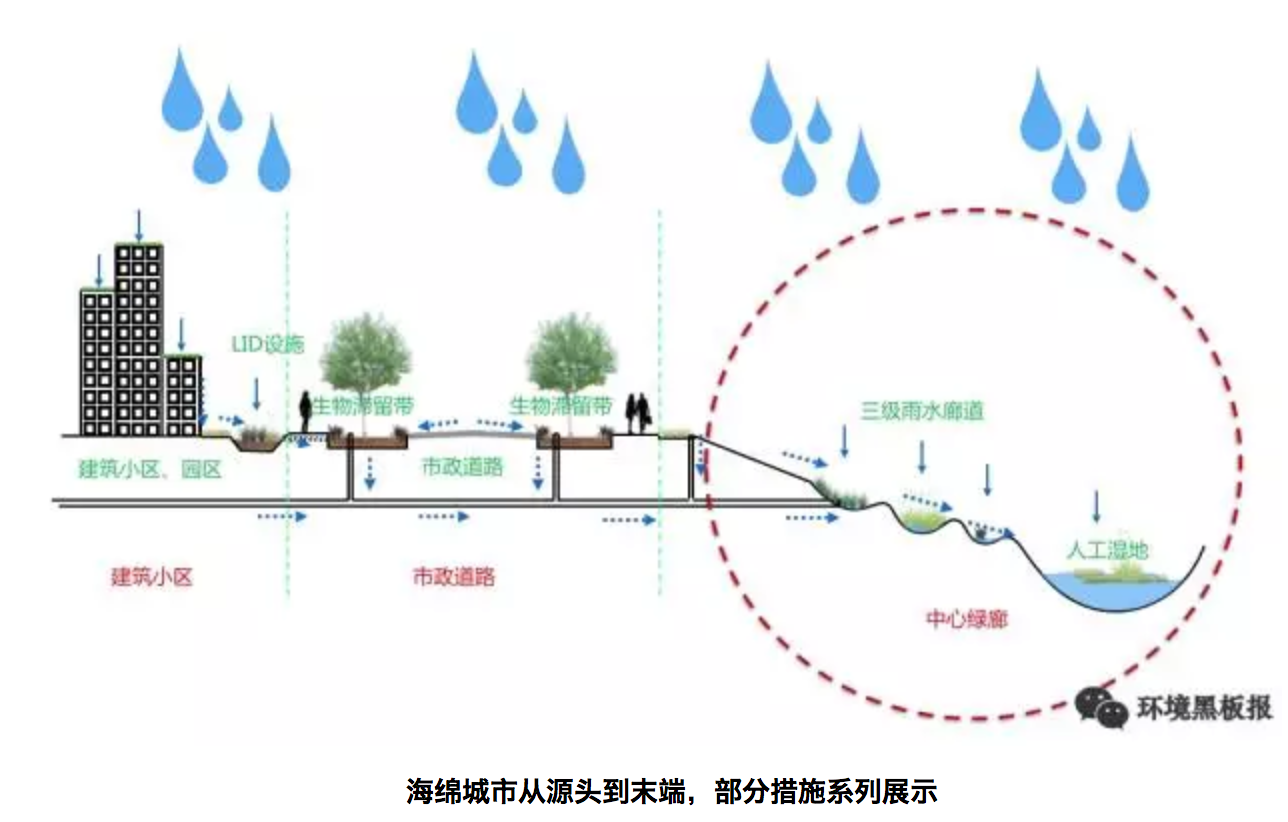 LID设施
生物滞留带
生物滞留带
三级雨水廊道
建筑小区、园区
市政道路
人工湿地
建筑小区
市政道路
中心绿廊
环境黑板报
海绵城市从源头到末端，部分措施系列展示